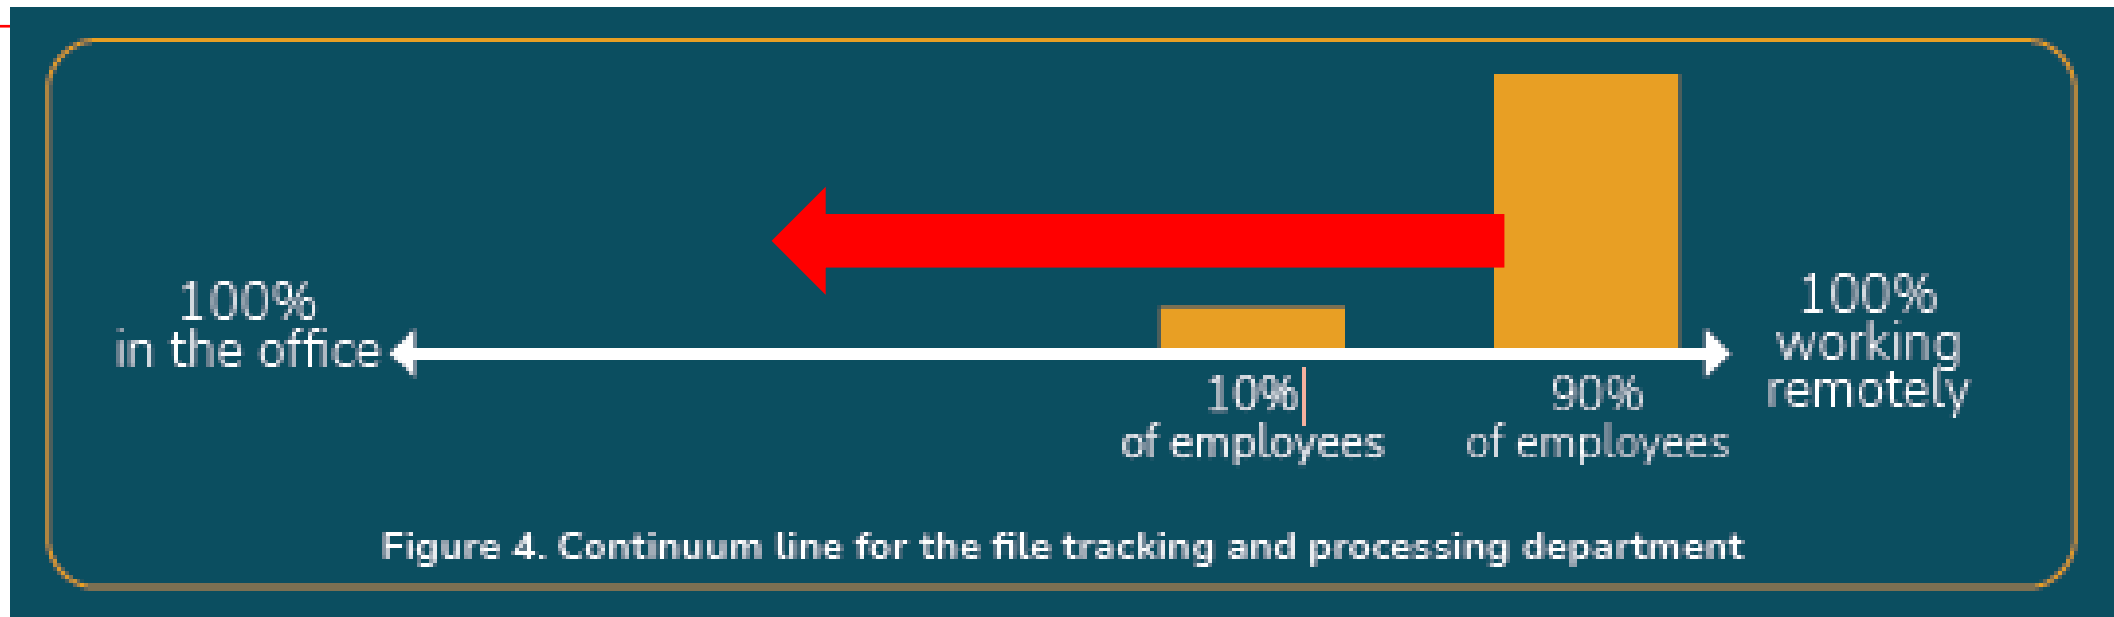 100%
in the office
10%
of employees
90%
of employees
100%
working
remotely
Figure 4. Continuum line for the file tracking and processing department